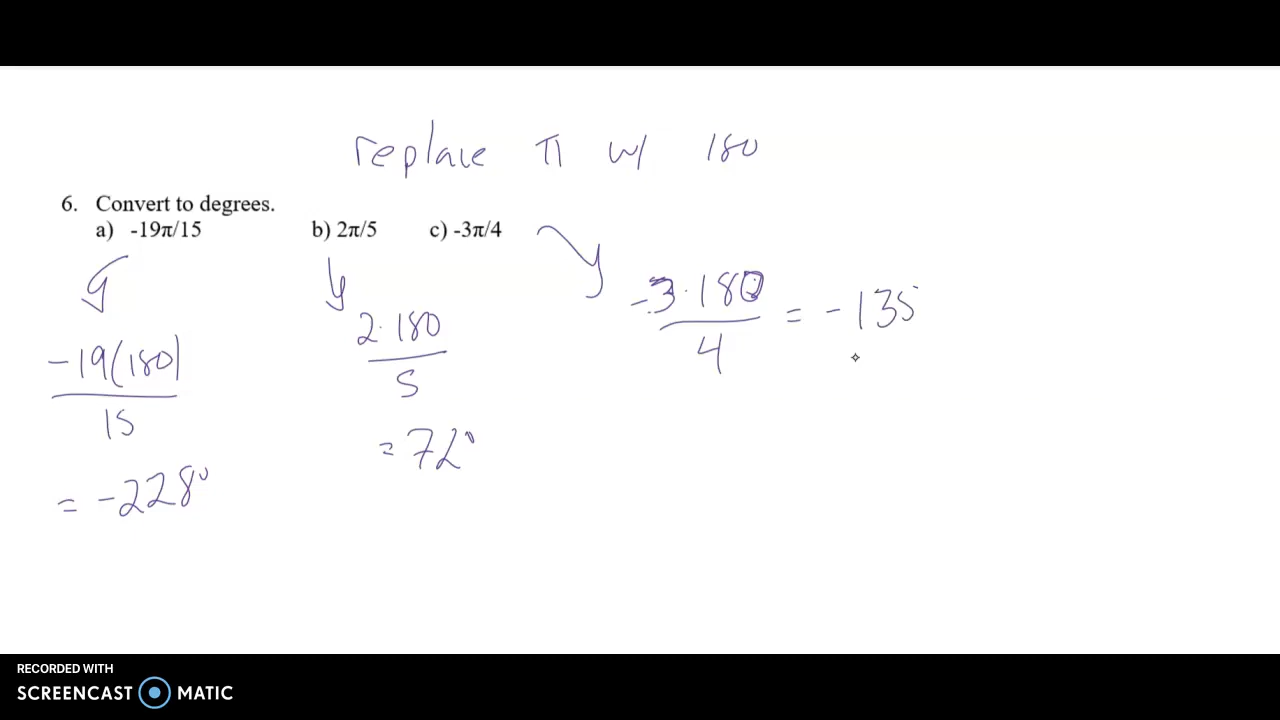 replace π w/ 180
6. Convert to degrees.
a) -19π/15 b) 2π/5 c) -3π/4
-19(180)
15
= -228°
2·180
5
= 72°
-3·180
4
= -135°
RECORDED WITH
SCREENCAST MATIC